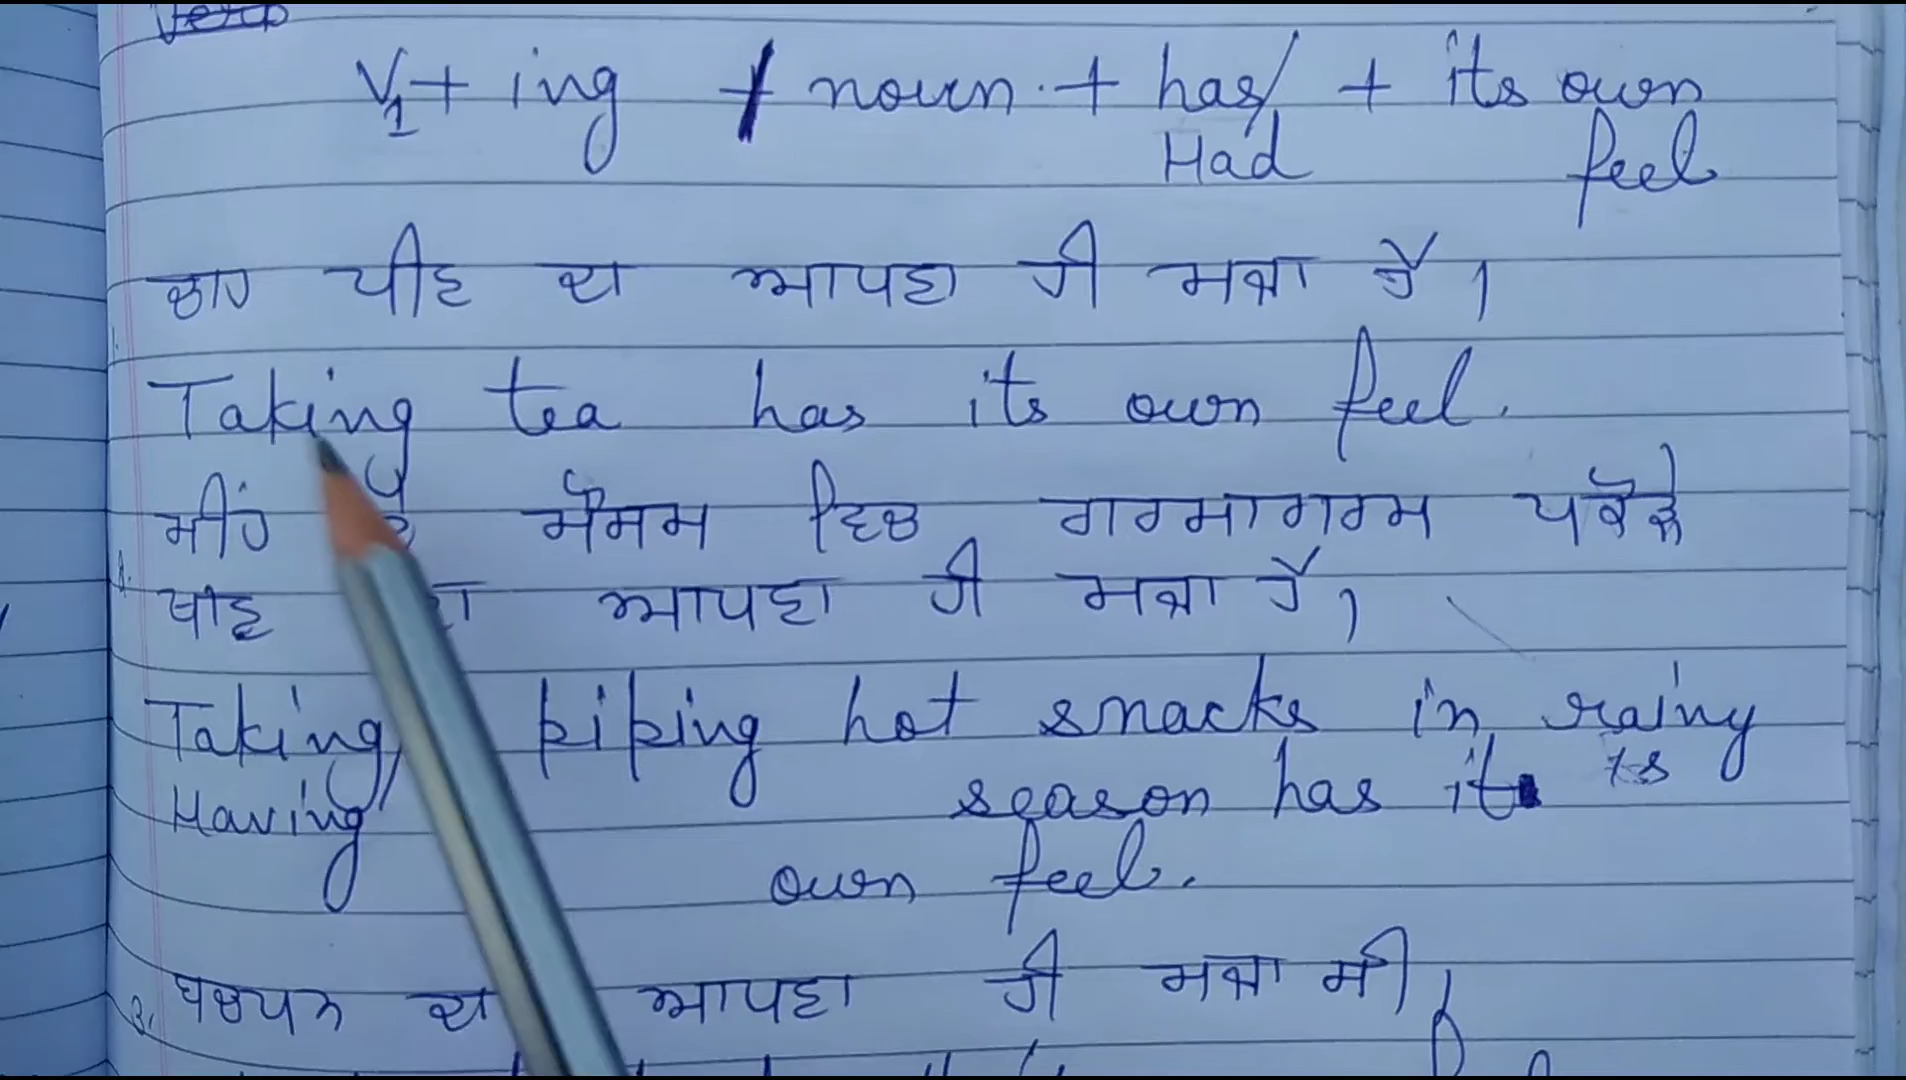 V1 + ing / noun. + has/ + its own
Had feel
ਚਾਹ ਪੀਣ ਦਾ ਆਪਣਾ ਹੀ ਮਜ਼ਾ ਹੈ।
Taking tea has its own feel.
ਮੀਂਹ ਦੇ ਮੌਸਮ ਵਿਚ ਗਰਮਾਗਰਮ ਪਕੌੜੇ
ਖਾਣ ਦਾ ਆਪਣਾ ਹੀ ਮਜ਼ਾ ਹੈ।
Taking/ piping hot snacks in rainy
Having season has its
own feel.
3. ਬਚਪਨ ਦਾ ਆਪਣਾ ਹੀ ਮਜ਼ਾ ਸੀ।